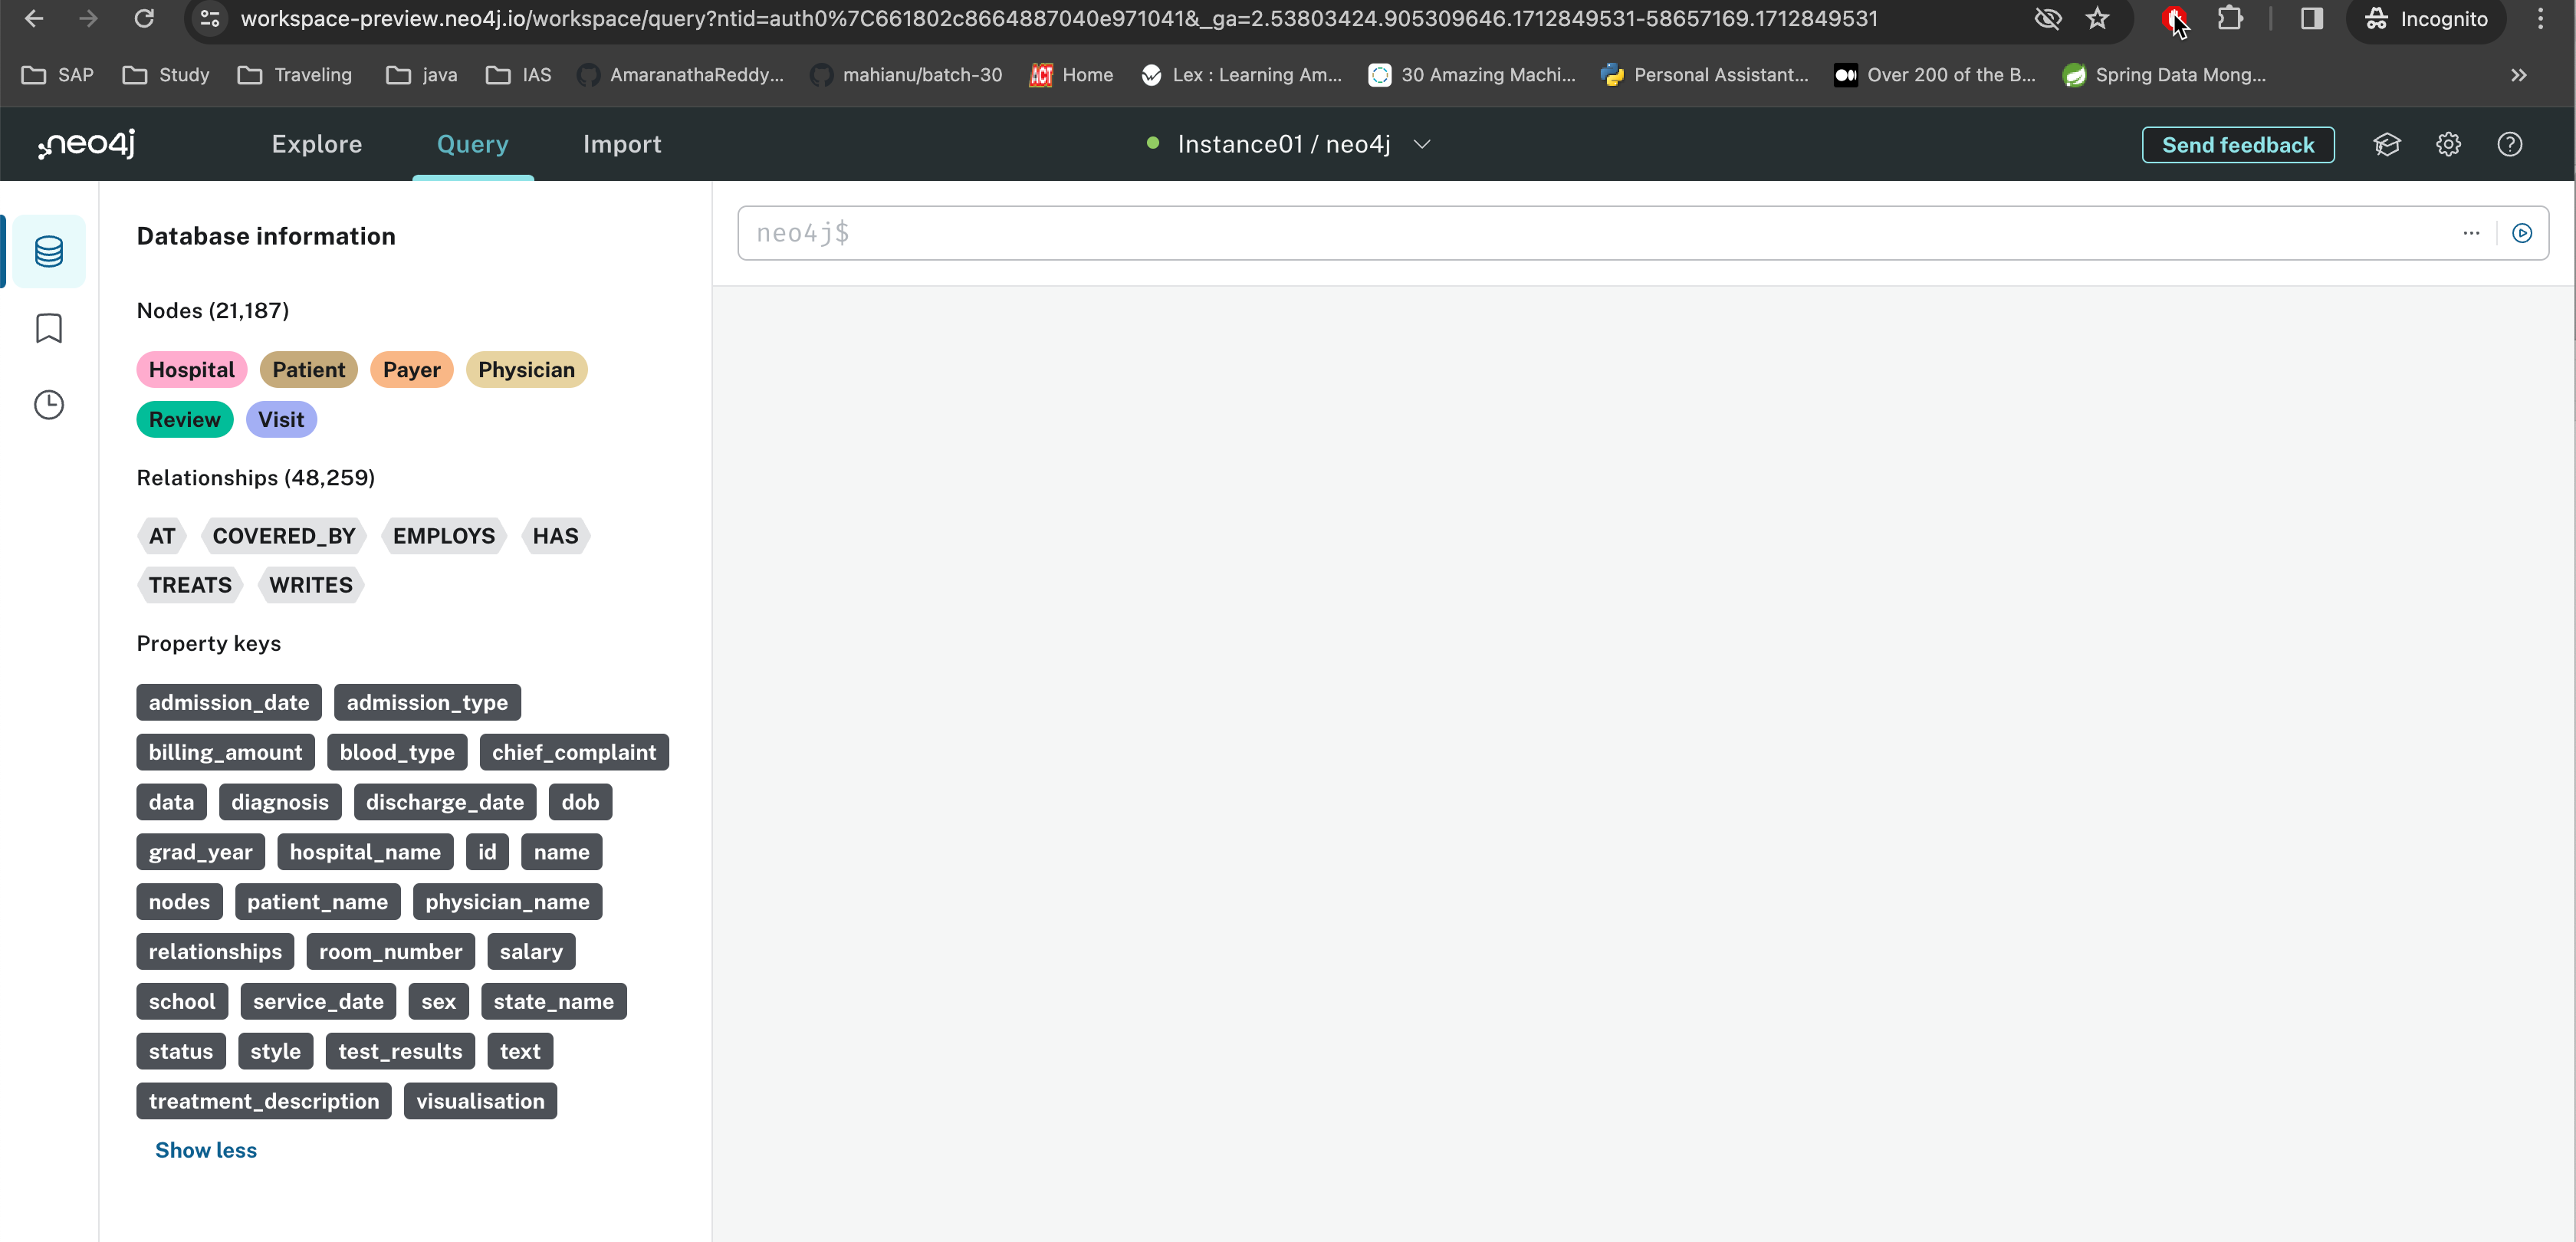 workspace-preview.neo4j.io/workspace/query?ntid=auth0%7C661802c8664887040e971041&_ga=2.53803424.905309646.1712849531-58657169.1712849531 Incognito
SAP Study Traveling java IAS AmaranathaReddy... mahianu/batch-30 ACT Home Lex : Learning Am... 30 Amazing Machi... Personal Assistant... Over 200 of the B... Spring Data Mong...
neo4j Explore Query Import Instance01 / neo4j Send feedback
Database information
neo4j$
Nodes (21,187)
Hospital Patient Payer Physician
Review Visit
Relationships (48,259)
AT COVERED_BY EMPLOYS HAS
TREATS WRITES
Property keys
admission_date admission_type
billing_amount blood_type chief_complaint
data diagnosis discharge_date dob
grad_year hospital_name id name
nodes patient_name physician_name
relationships room_number salary
school service_date sex state_name
status style test_results text
treatment_description visualisation
Show less